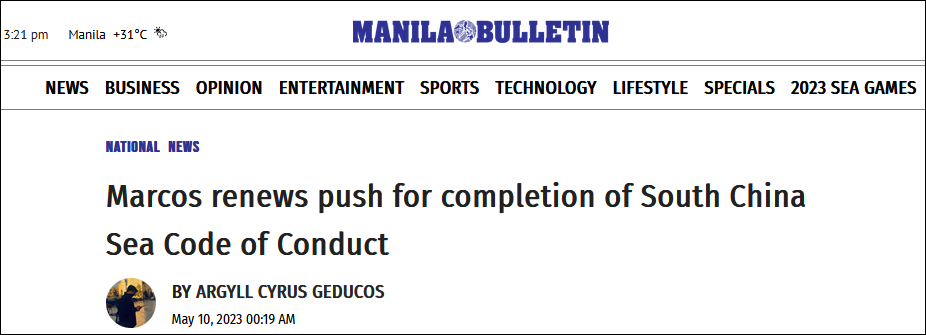 3:21 pm Manila +31°C
MANILA BULLETIN
NEWS BUSINESS OPINION ENTERTAINMENT SPORTS TECHNOLOGY LIFESTYLE SPECIALS 2023 SEA GAMES
NATIONAL NEWS
Marcos renews push for completion of South China
Sea Code of Conduct
BY ARGYLL CYRUS GEDUCOS
May 10, 2023 00:19 AM